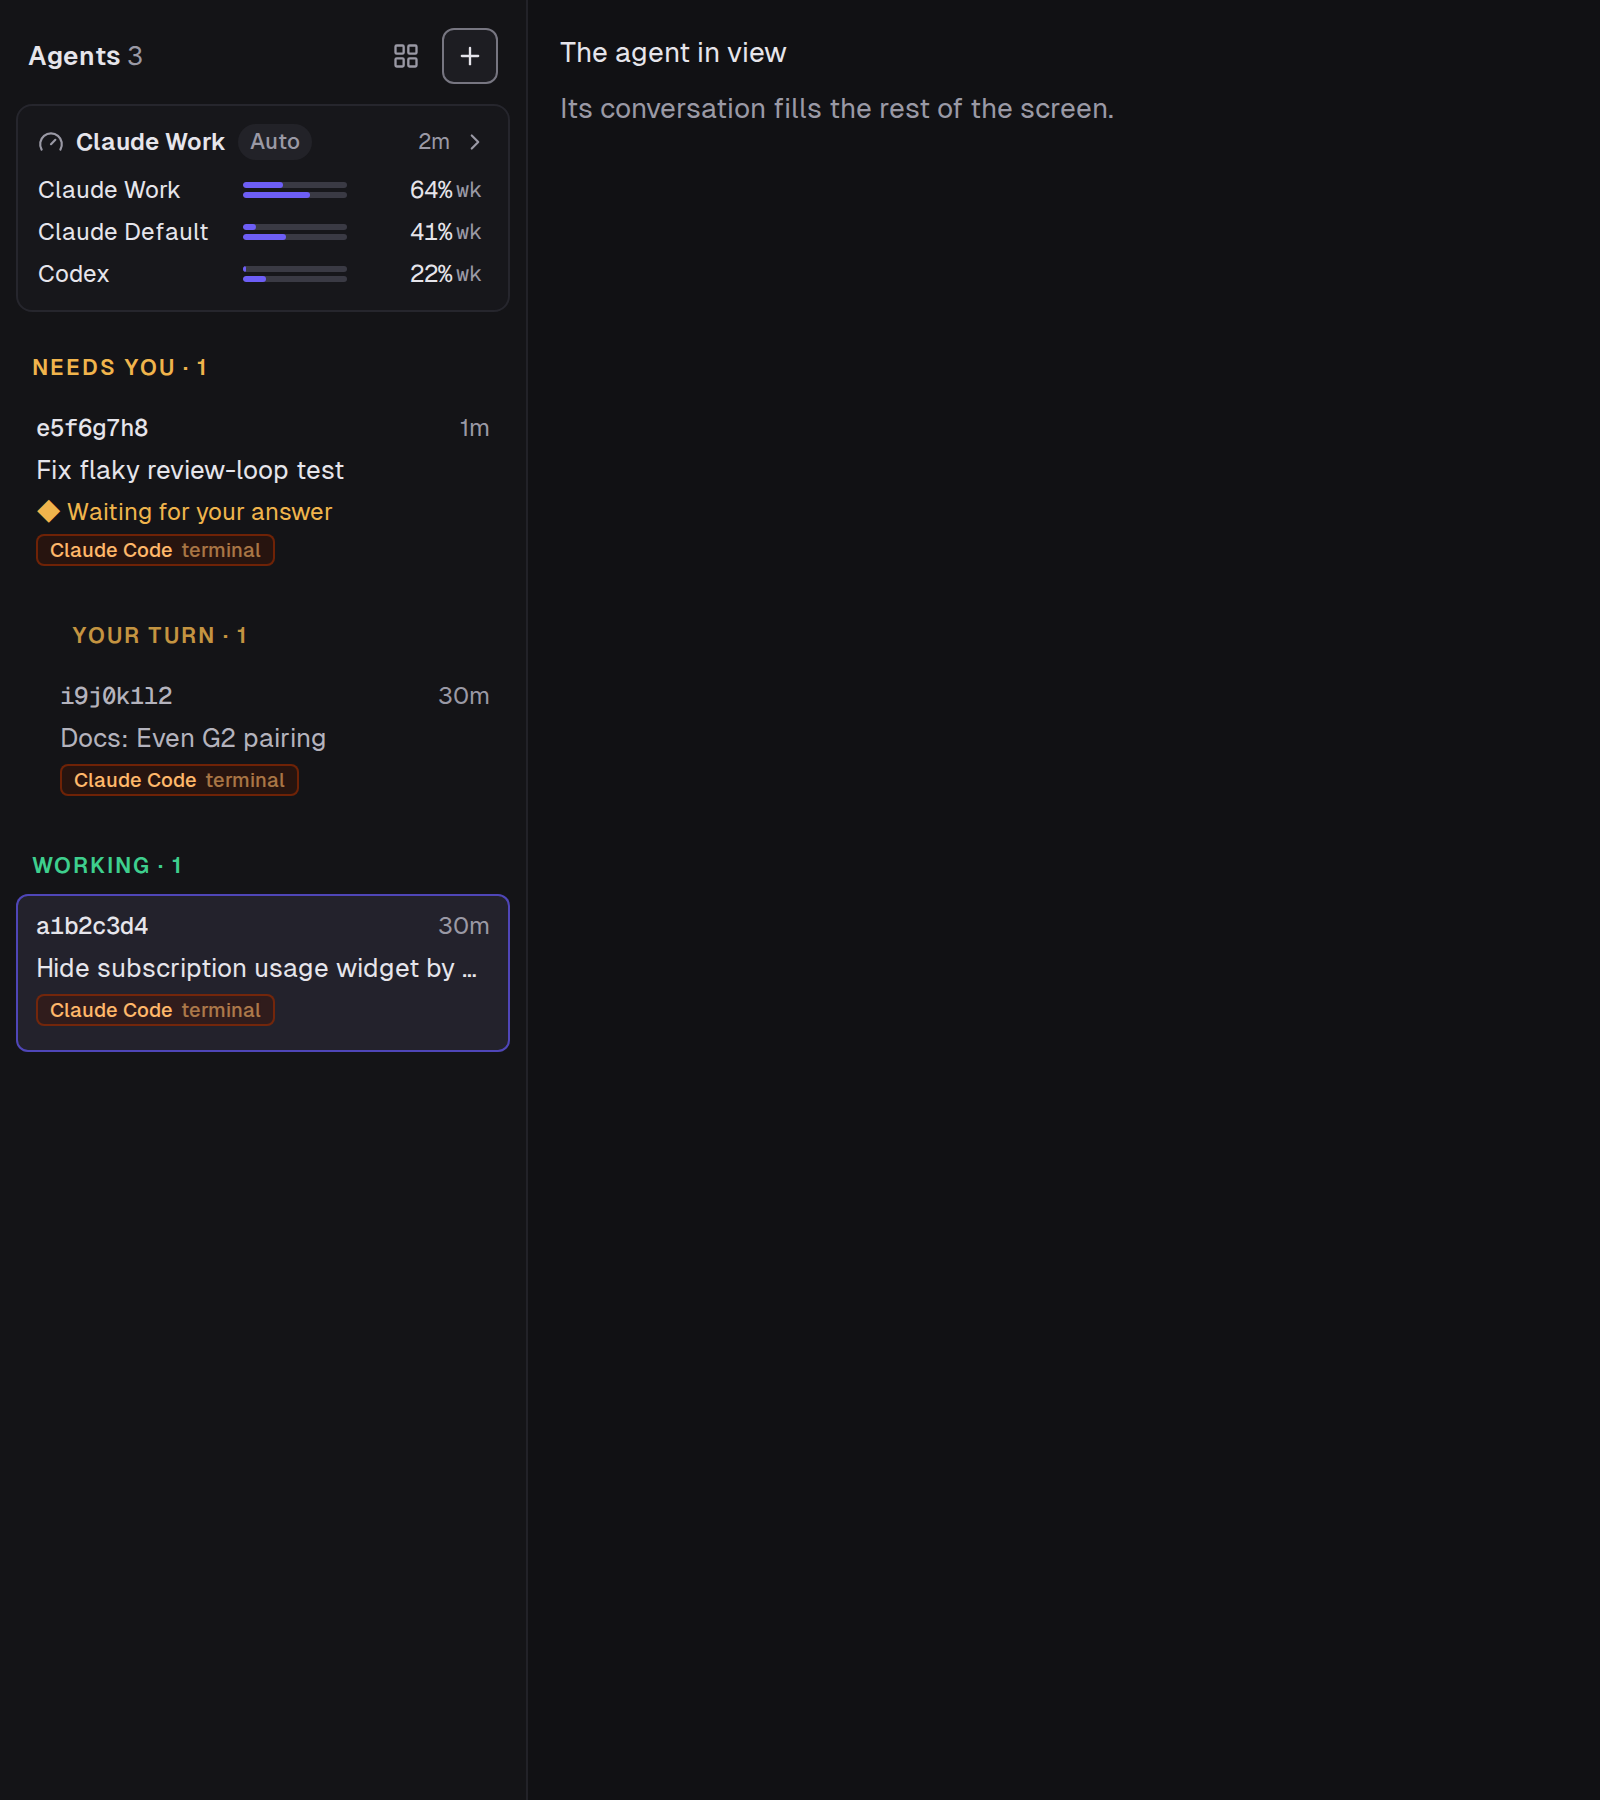 Agents 3
Claude Work Auto 2m
Claude Work 64% wk
Claude Default 41% wk
Codex 22% wk
NEEDS YOU · 1
e5f6g7h8 1m
Fix flaky review-loop test
Waiting for your answer
Claude Code terminal
YOUR TURN · 1
i9j0k1l2 30m
Docs: Even G2 pairing
Claude Code terminal
WORKING · 1
a1b2c3d4 30m
Hide subscription usage widget by …
Claude Code terminal
The agent in view
Its conversation fills the rest of the screen.